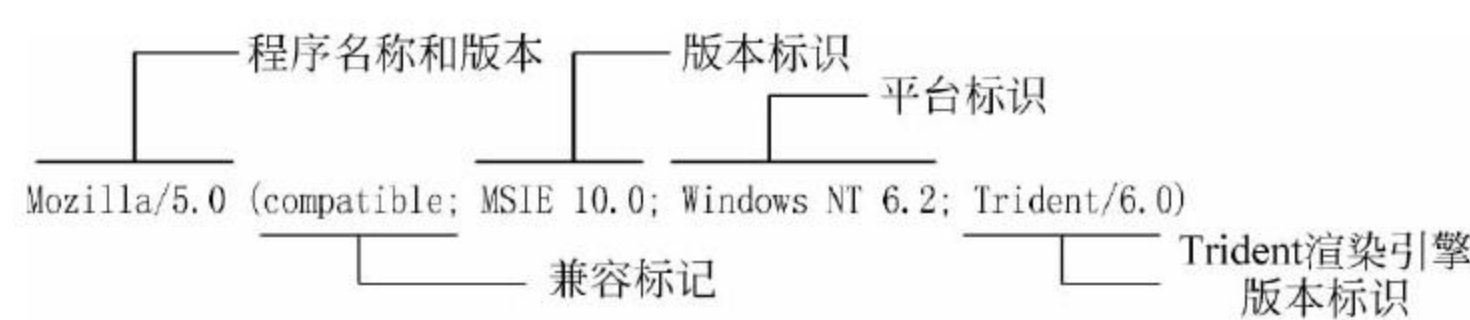 程序名称和版本
版本标识
平台标识
Mozilla/5.0 (compatible; MSIE 10.0; Windows NT 6.2; Trident/6.0)
兼容标记
Trident渲染引擎
版本标识